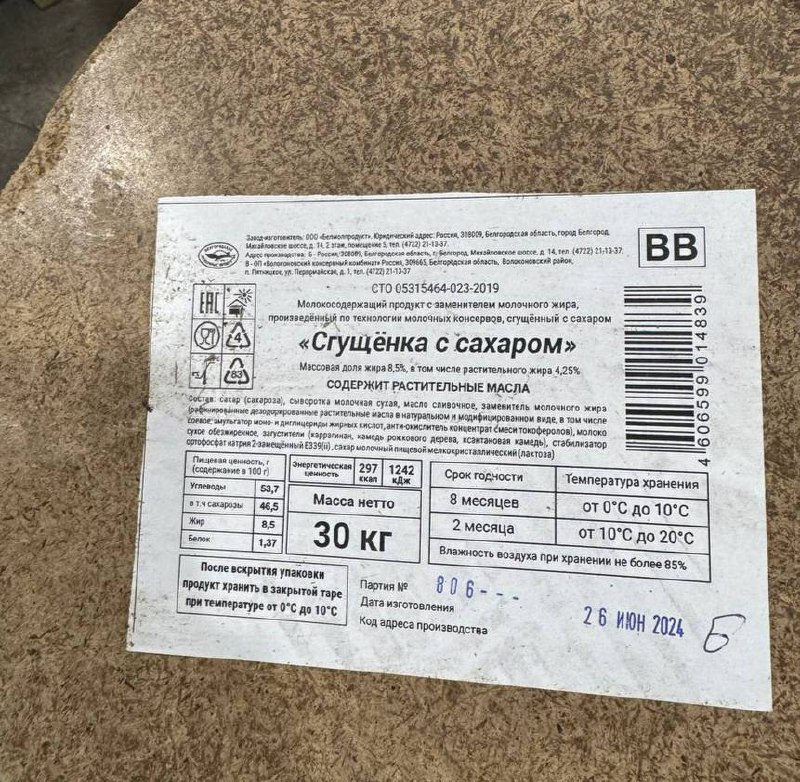 Завод-изготовитель: ООО «Белмолпродукт». Юридический адрес: Россия, 308009, Белгородская область, город Белгород,
Михайловское шоссе, д. 14, 2 этаж, помещение 5, тел. (4722) 21-13-37.
Адрес производства: Б - Россия, 308009, Белгородская область, г. Белгород, Михайловское шоссе, д. 14, тел (4722) 21-13-37.
В - ОП «Волоконовский консервный комбинат» Россия, 309665, Белгородская область, Волоконовский район,
п. Пятницкое, ул. Первомайская, д. 1, тел. (4722) 21-13-37
BB
СТО 05315464-023-2019
EAC
4
83
Молокосодержащий продукт с заменителем молочного жира,
произведённый по технологии молочных консервов, сгущённый с сахаром
«Сгущёнка с сахаром»
Массовая доля жира 8,5%, в том числе растительного жира 4,25%
СОДЕРЖИТ РАСТИТЕЛЬНЫЕ МАСЛА
Состав: сахар (сахароза), сыворотка молочная сухая, масло сливочное, заменитель молочного жира
(рафинированные дезодорированные растительные масла в натуральном и модифицированном виде, в том числе
соевое, эмульгатор моно- и диглицериды жирных кислот, анти-окислитель концентрат смеси токоферолов), молоко
сухое обезжиренное, загустители (каррагинан, камедь рожкового дерева, ксантановая камедь), стабилизатор
ортофосфат натрия 2-замещённый E339(ii), сахар молочный пищевой мелкокристаллический (лактоза)
4 606599 014839
Пищевая ценность, г
(содержание в 100 г)
Углеводы 53,7
в т.ч сахарозы 46,5
Жир 8,5
Белок 1,37
Энергетическая ценность 297 ккал 1242 кДж
Масса нетто
30 кг
Срок годности Температура хранения
8 месяцев от 0°C до 10°C
2 месяца от 10°C до 20°C
Влажность воздуха при хранении не более 85%
После вскрытия упаковки
продукт хранить в закрытой таре
при температуре от 0°C до 10°C
Партия № 806---
Дата изготовления 26 ИЮН 2024
Код адреса производства Б